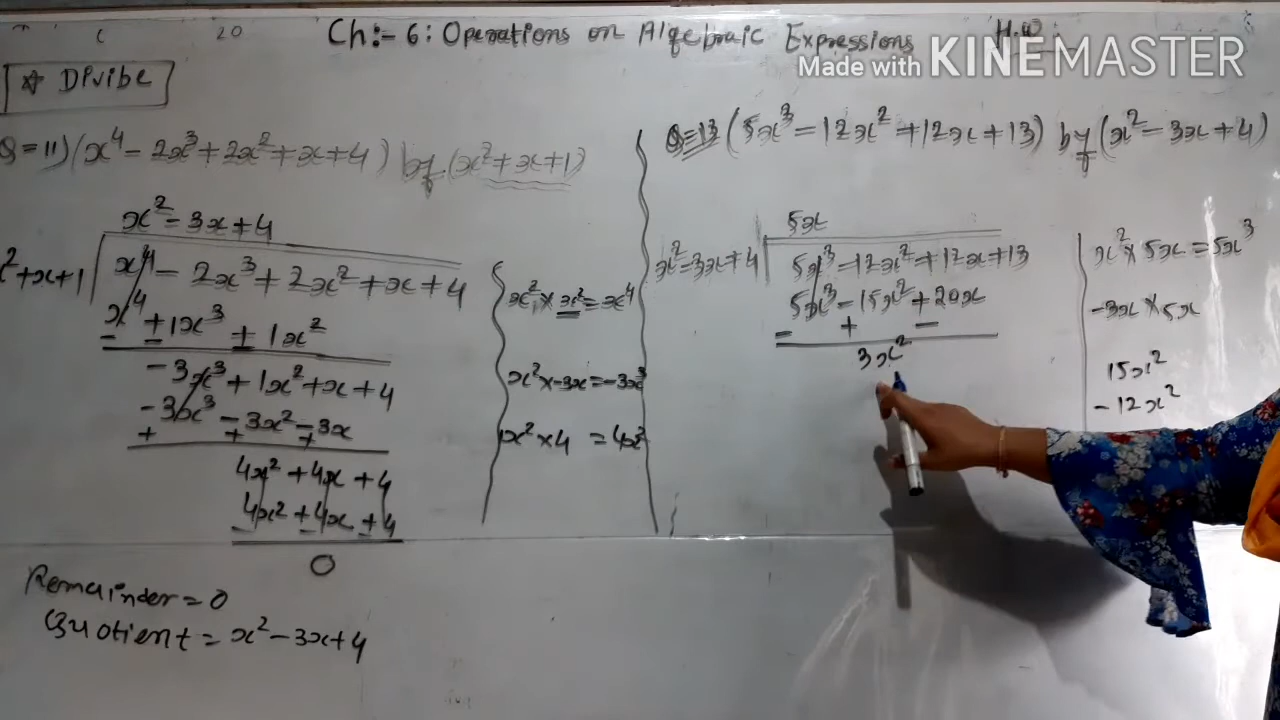 20
Ch:- 6: Operations on Algebraic Expressions H.W:
Made with KINEMASTER
☆ Divibe
Q=11) (x⁴ - 2x³ + 2x² + x + 4) by (x² + x + 1)
x² - 3x + 4
x² + x + 1
x⁴ - 2x³ + 2x² + x + 4
x⁴ + 1x³ + 1x²
- - -
-3x³ + 1x² + x + 4
-3x³ - 3x² - 3x
+ + +
4x² + 4x + 4
4x² + 4x + 4
- - -
0
Remainder = 0
Quotient = x² - 3x + 4
x² × x² = x⁴
x² × -3x = -3x³
x² × 4 = 4x²
Q=13 (5x³ - 12x² + 12x + 13) by (x² - 3x + 4)
5x
x² - 3x + 4
5x³ - 12x² + 12x + 13
5x³ - 15x² + 20x
- + -
3x²
x² × 5x = 5x³
-3x × 5x
15x²
- 12x²